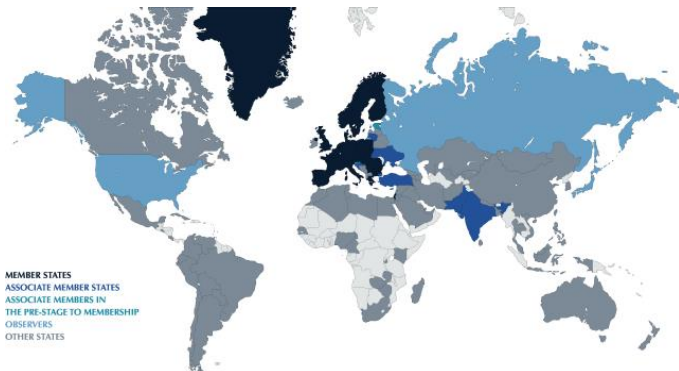 MEMBER STATES
ASSOCIATE MEMBER STATES
ASSOCIATE MEMBERS IN
THE PRE-STAGE TO MEMBERSHIP
OBSERVERS
OTHER STATES